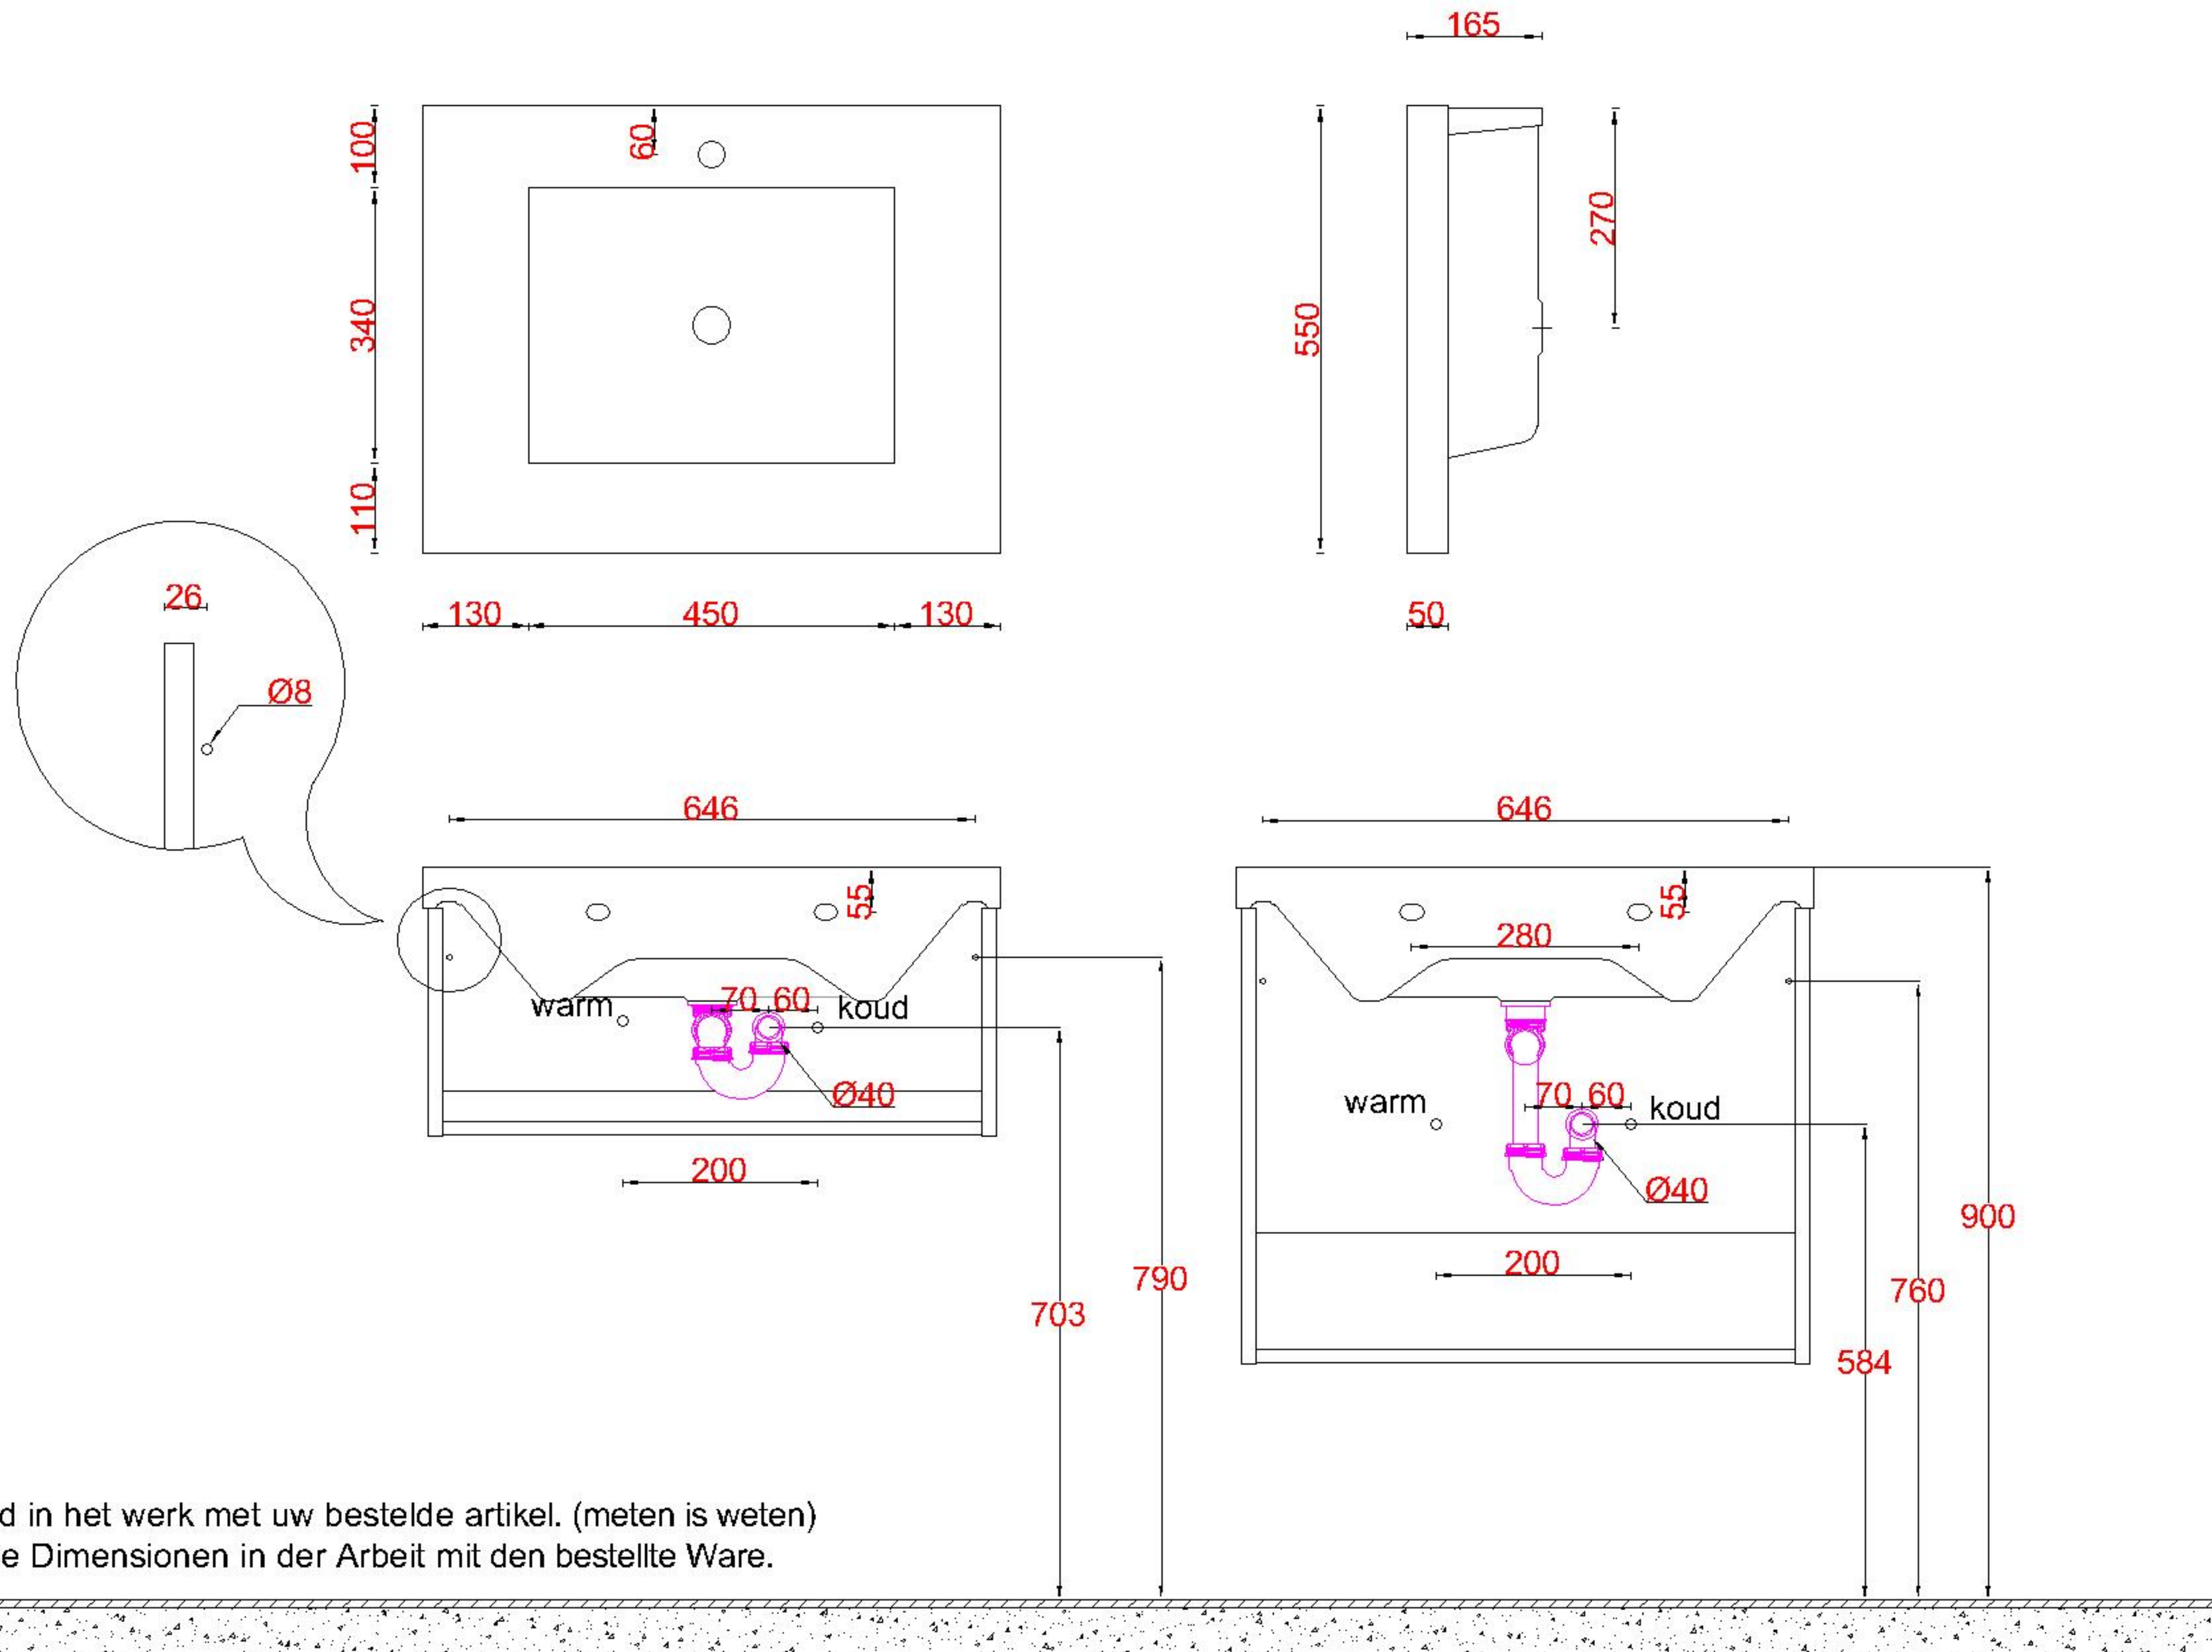 165
100
60
340
110
550
270
130 450 130
50
26
Ø8
646
55
warm
70 60
koud
Ø40
200
703
790
646
55
280
warm
70 60
koud
Ø40
200
584
760
900
d in het werk met uw bestelde artikel. (meten is weten)
e Dimensionen in der Arbeit mit den bestellte Ware.